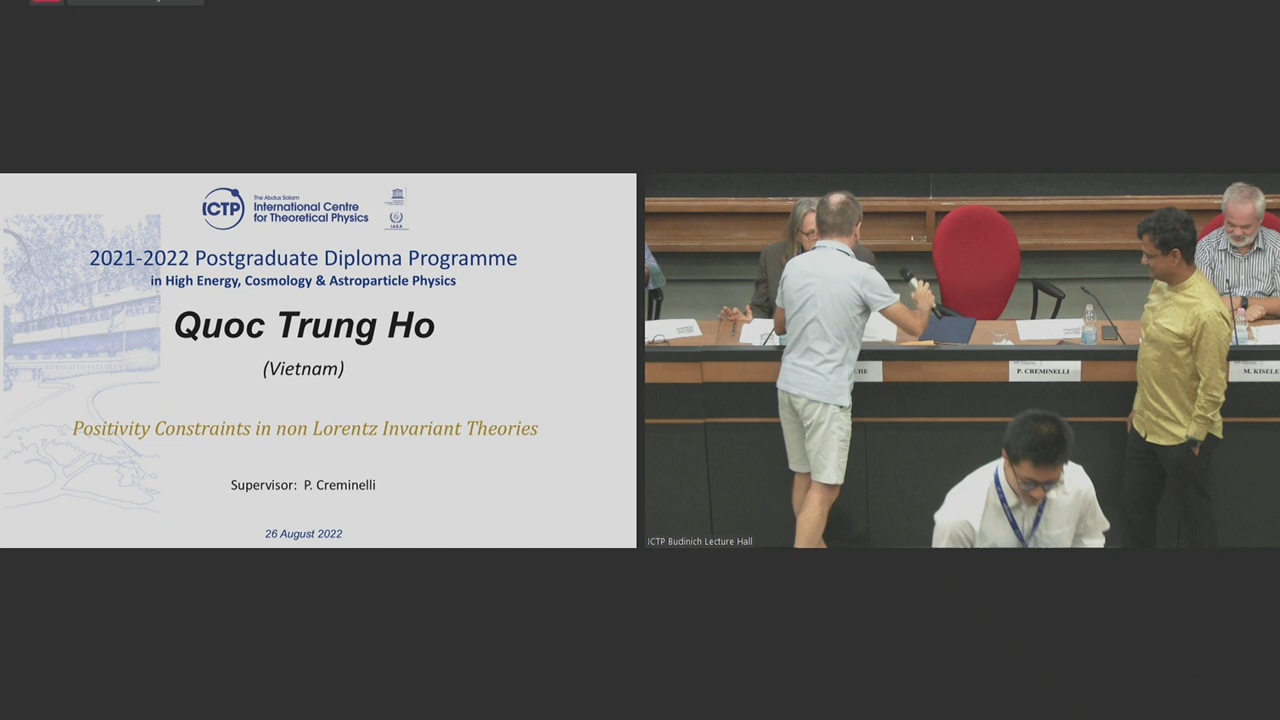 ICTP
The Abdus Salam
International Centre
for Theoretical Physics
IAEA
2021-2022 Postgraduate Diploma Programme
in High Energy, Cosmology & Astroparticle Physics
Quoc Trung Ho
(Vietnam)
Positivity Constraints in non Lorentz Invariant Theories
Supervisor: P. Creminelli
26 August 2022
P. CREMINELLI
M. KISELE
ICTP Budinich Lecture Hall